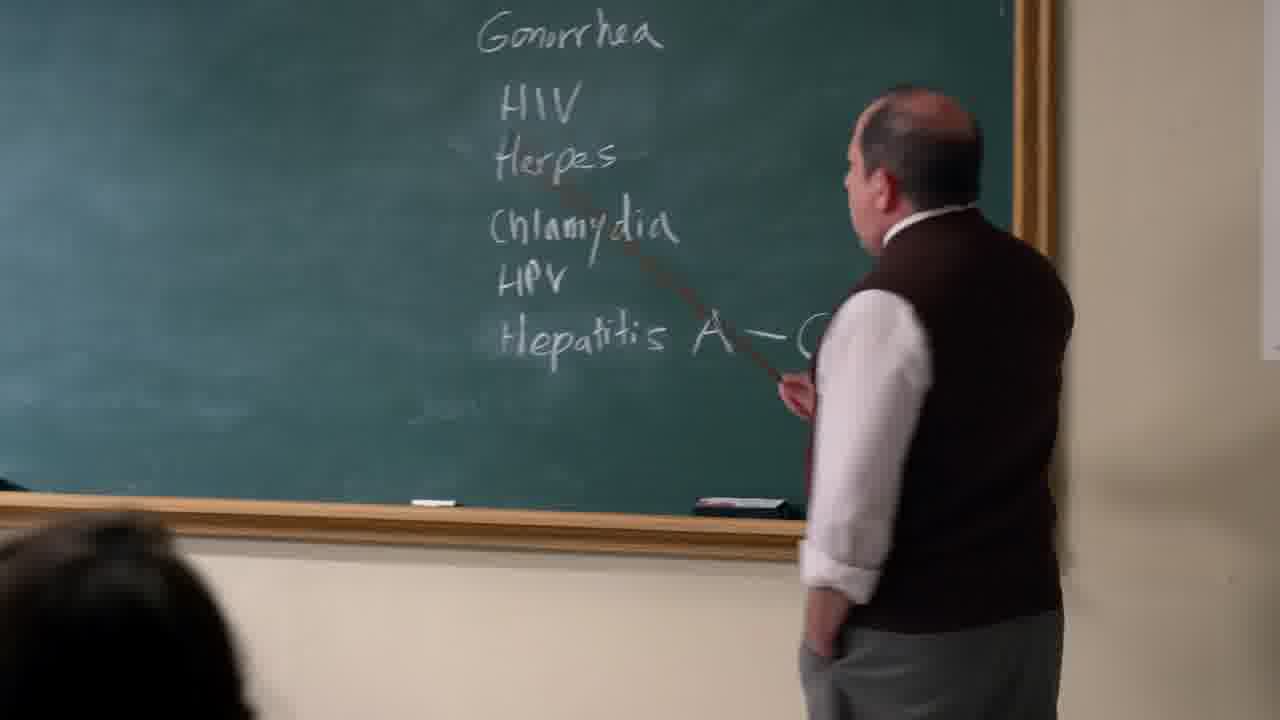 Gonorrhea
HIV
Herpes
Chlamydia
HPV
Hepatitis A – C